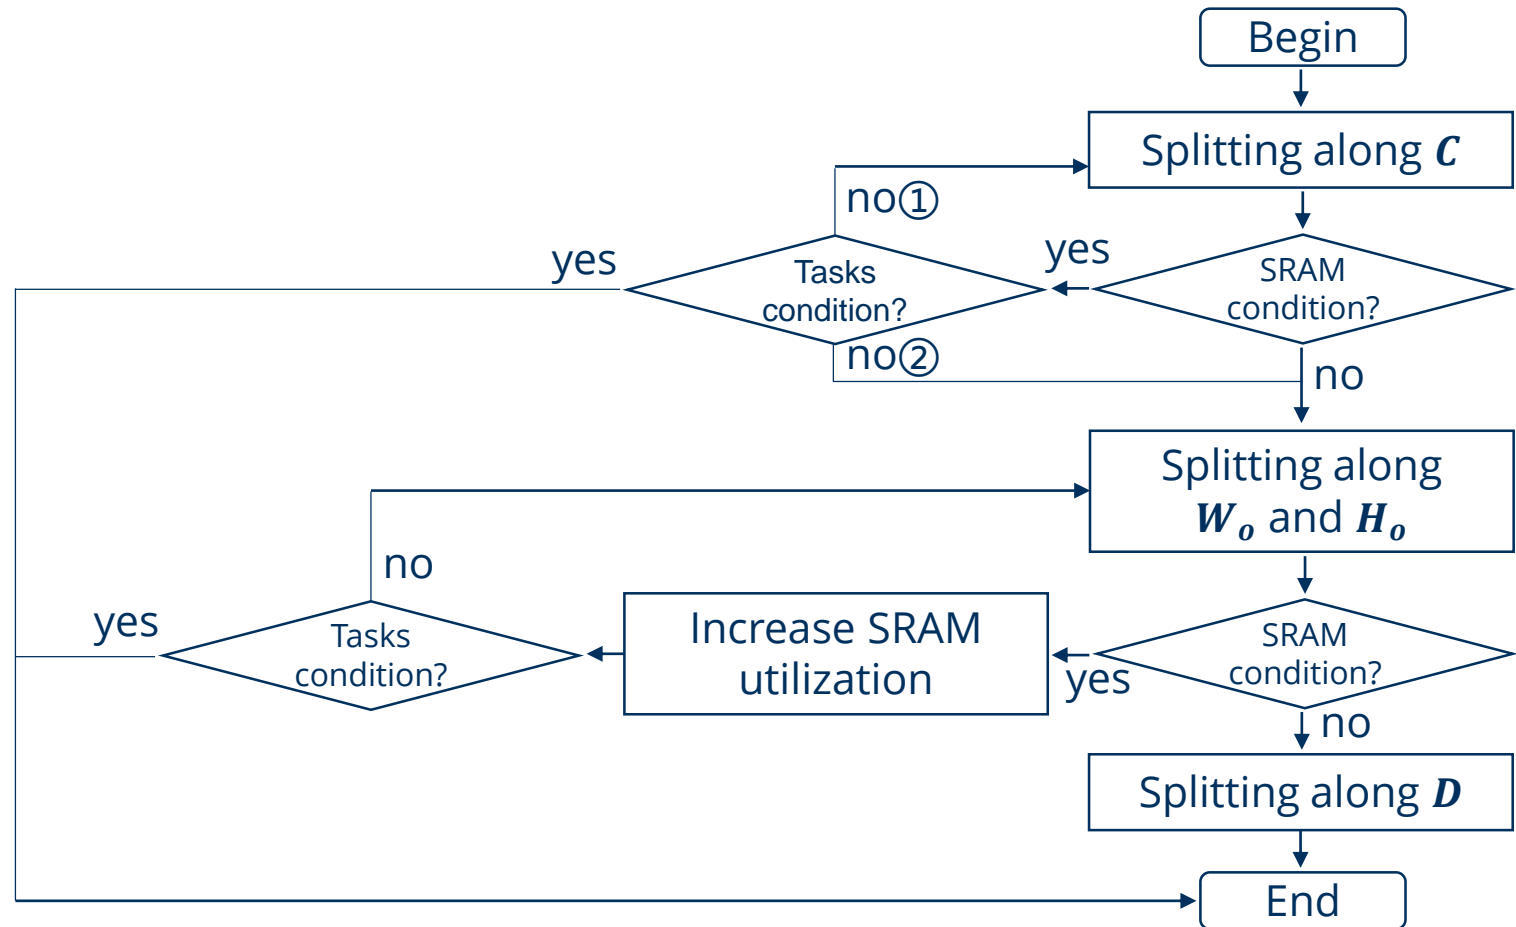 Begin
Splitting along C
no①
yes
yes
Tasks
condition?
SRAM
condition?
no②
no
Splitting along
Wₒ and Hₒ
no
yes
Tasks
condition?
Increase SRAM
utilization
yes
SRAM
condition?
no
Splitting along D
End